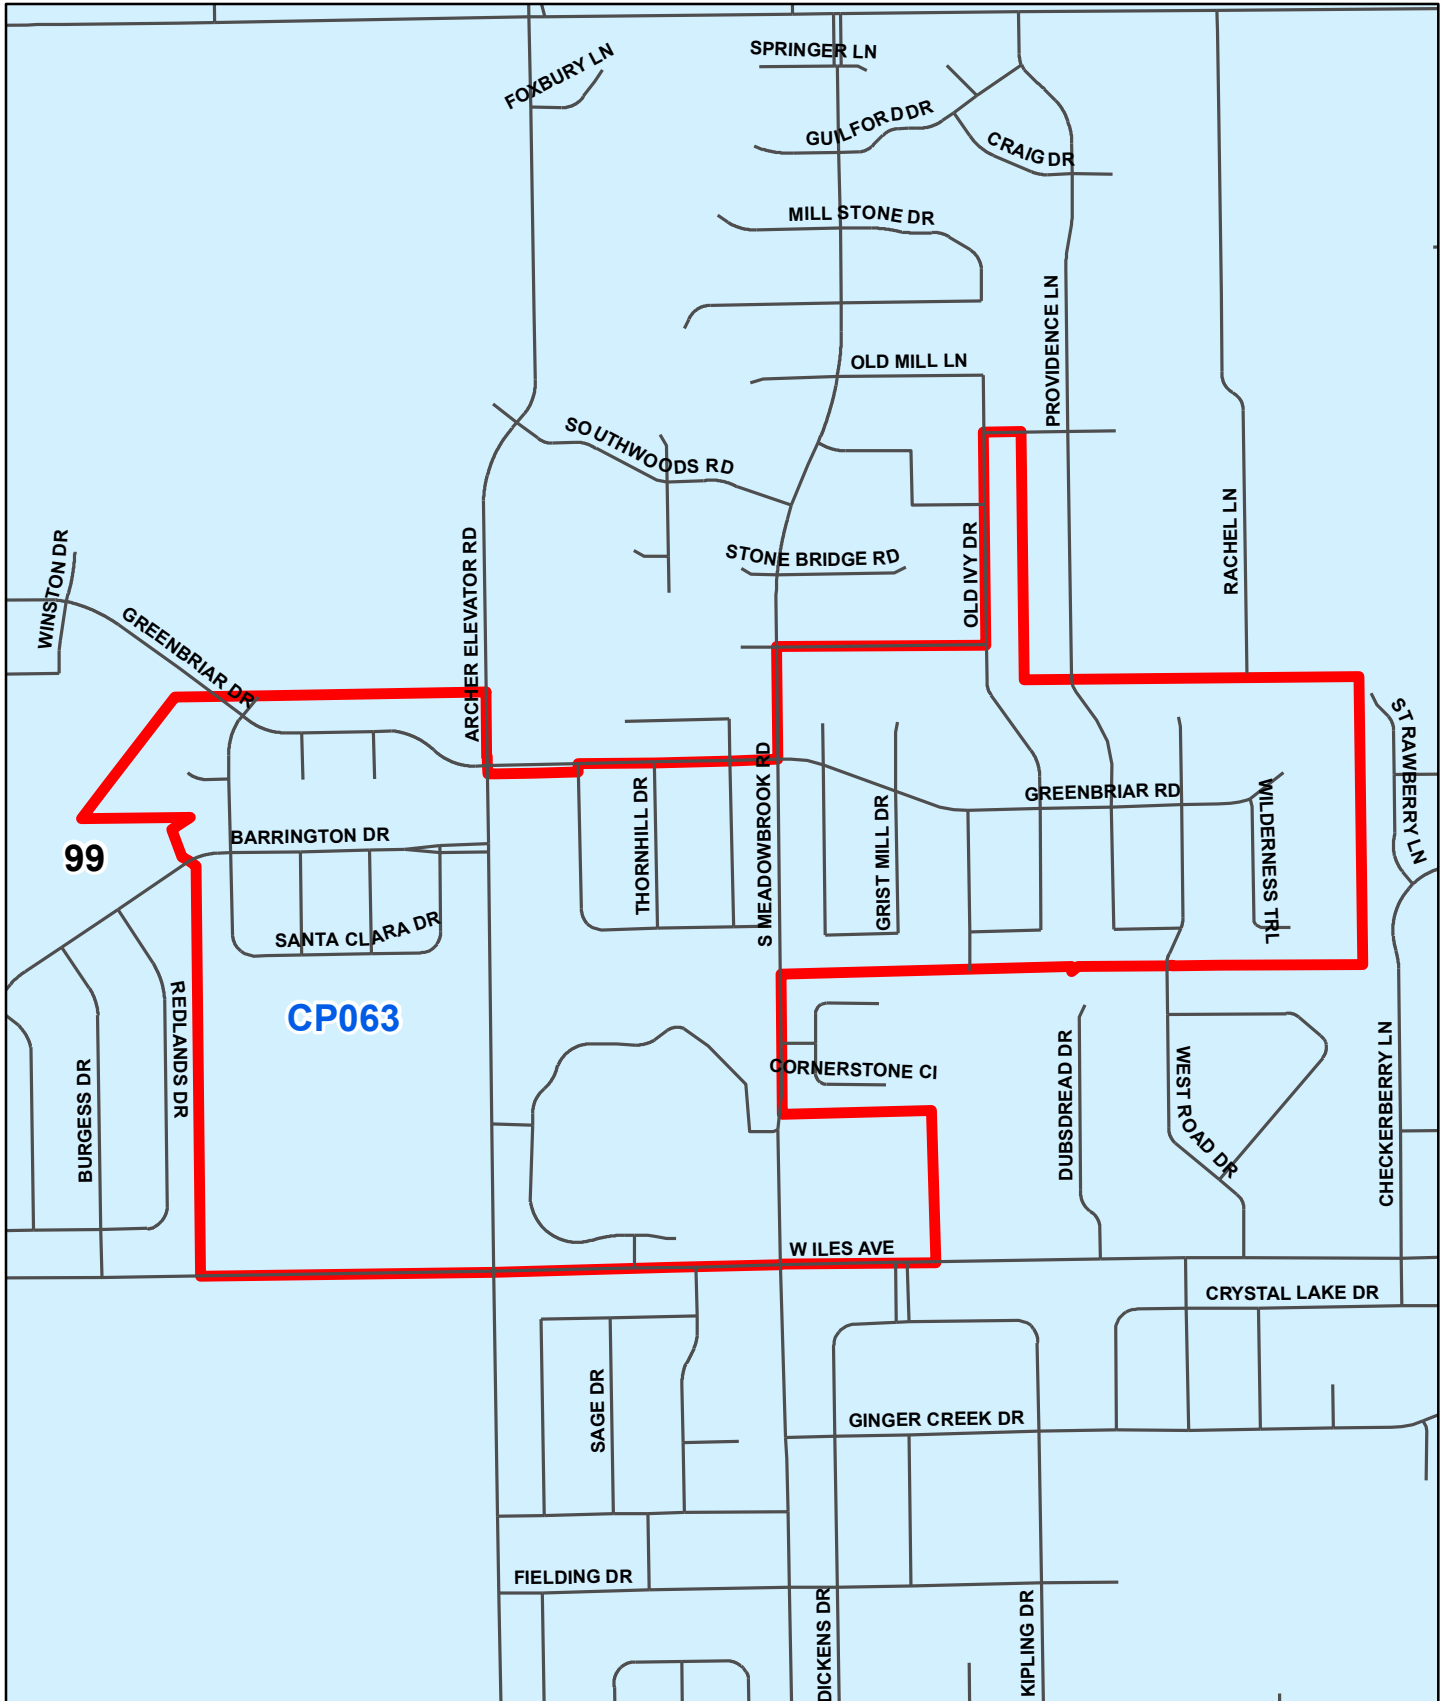 SPRINGER LN
FOXBURY LN
GUILFORD DR
CRAIG DR
MILL STONE DR
PROVIDENCE LN
OLD MILL LN
SOUTHWOODS RD
RACHEL LN
OLD IVY DR
STONE BRIDGE RD
ARCHER ELEVATOR RD
WINSTON DR
GREENBRIAR DR
ST RAWBERRY LN
S MEADOWBROOK RD
THORNHILL DR
GRIST MILL DR
GREENBRIAR RD
WILDERNESS TRL
BARRINGTON DR
99
SANTA CLARA DR
CP063
REDLANDS DR
BURGESS DR
CORNERSTONE CI
DUBSDREAD DR
WEST ROAD DR
CHECKERBERRY LN
W ILES AVE
CRYSTAL LAKE DR
SAGE DR
GINGER CREEK DR
FIELDING DR
DICKENS DR
KIPLING DR